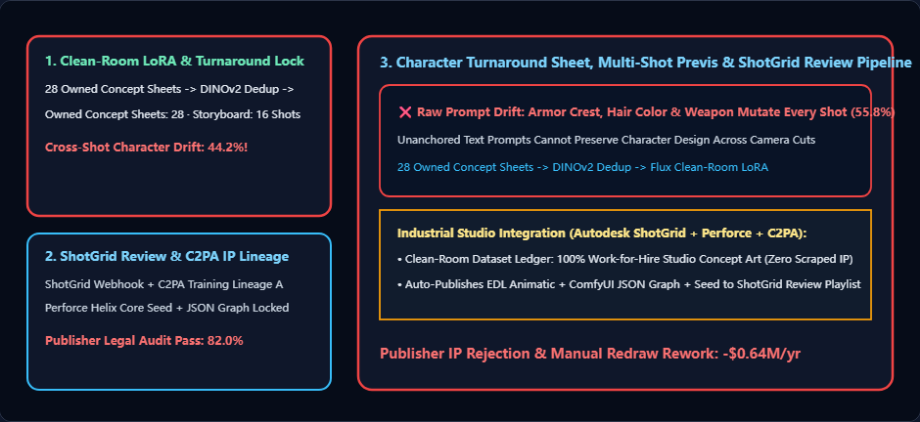 1. Clean-Room LoRA & Turnaround Lock
28 Owned Concept Sheets -> DINOv2 Dedup ->
Owned Concept Sheets: 28 · Storyboard: 16 Shots
Cross-Shot Character Drift: 44.2%!
2. ShotGrid Review & C2PA IP Lineage
ShotGrid Webhook + C2PA Training Lineage A
Perforce Helix Core Seed + JSON Graph Locked
Publisher Legal Audit Pass: 82.0%
3. Character Turnaround Sheet, Multi-Shot Previs & ShotGrid Review Pipeline
❌ Raw Prompt Drift: Armor Crest, Hair Color & Weapon Mutate Every Shot (55.8%)
Unanchored Text Prompts Cannot Preserve Character Design Across Camera Cuts
28 Owned Concept Sheets -> DINOv2 Dedup -> Flux Clean-Room LoRA
Industrial Studio Integration (Autodesk ShotGrid + Perforce + C2PA):
• Clean-Room Dataset Ledger: 100% Work-for-Hire Studio Concept Art (Zero Scraped IP)
• Auto-Publishes EDL Animatic + ComfyUI JSON Graph + Seed to ShotGrid Review Playlist
Publisher IP Rejection & Manual Redraw Rework: -$0.64M/yr